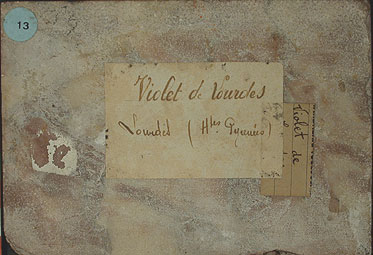 13
Violet de Lourdes
Lourdes (Htes Pyrénées)
Violet de